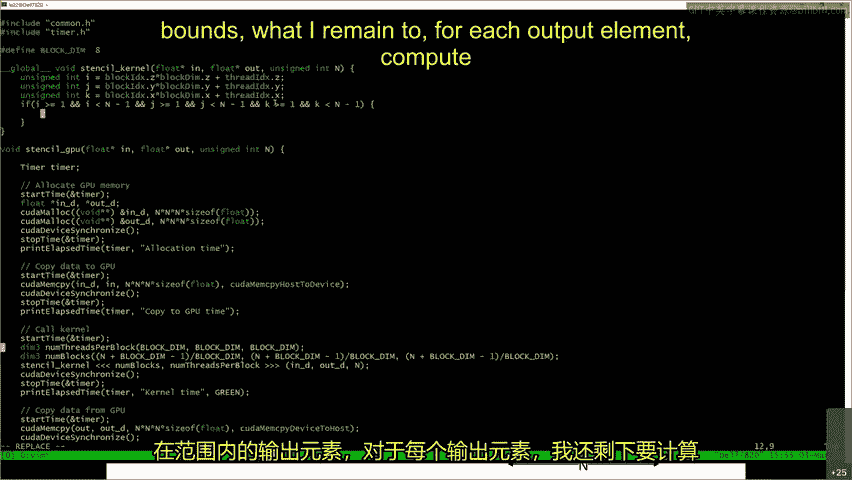 bounds, what I remain to, for each output element,
compute
#include "common.h"
#include "timer.h"
#define BLOCK_DIM 8
__global__ void stencil_kernel(float* in, float* out, unsigned int N) {
unsigned int i = blockIdx.z*blockDim.z + threadIdx.z;
unsigned int j = blockIdx.y*blockDim.y + threadIdx.y;
unsigned int k = blockIdx.x*blockDim.x + threadIdx.x;
if(i >= 1 && i < N - 1 && j >= 1 && j < N - 1 && k >= 1 && k < N - 1) {
}
}
void stencil_gpu(float* in, float* out, unsigned int N) {
Timer timer;
// Allocate GPU memory
startTime(&timer);
float *in_d, *out_d;
cudaMalloc((void**) &in_d, N*N*N*sizeof(float));
cudaMalloc((void**) &out_d, N*N*N*sizeof(float));
cudaDeviceSynchronize();
stopTime(&timer);
printElapsedTime(timer, "Allocation time");
// Copy data to GPU
startTime(&timer);
cudaMemcpy(in_d, in, N*N*N*sizeof(float), cudaMemcpyHostToDevice);
cudaDeviceSynchronize();
stopTime(&timer);
printElapsedTime(timer, "Copy to GPU time");
// Call kernel
startTime(&timer);
dim3 numThreadsPerBlock(BLOCK_DIM, BLOCK_DIM, BLOCK_DIM);
dim3 numBlocks((N + BLOCK_DIM - 1)/BLOCK_DIM, (N + BLOCK_DIM - 1)/BLOCK_DIM, (N + BLOCK_DIM - 1)/BLOCK_DIM);
stencil_kernel <<< numBlocks, numThreadsPerBlock >>> (in_d, out_d, N);
cudaDeviceSynchronize();
stopTime(&timer);
printElapsedTime(timer, "Kernel time", GREEN);
// Copy data from GPU
startTime(&timer);
cudaMemcpy(out, out_d, N*N*N*sizeof(float), cudaMemcpyDeviceToHost);
cudaDeviceSynchronize();
-- REPLACE --
12,9
在范围内的输出元素，对于每个输出元素，我还剩下要计算
N
+25